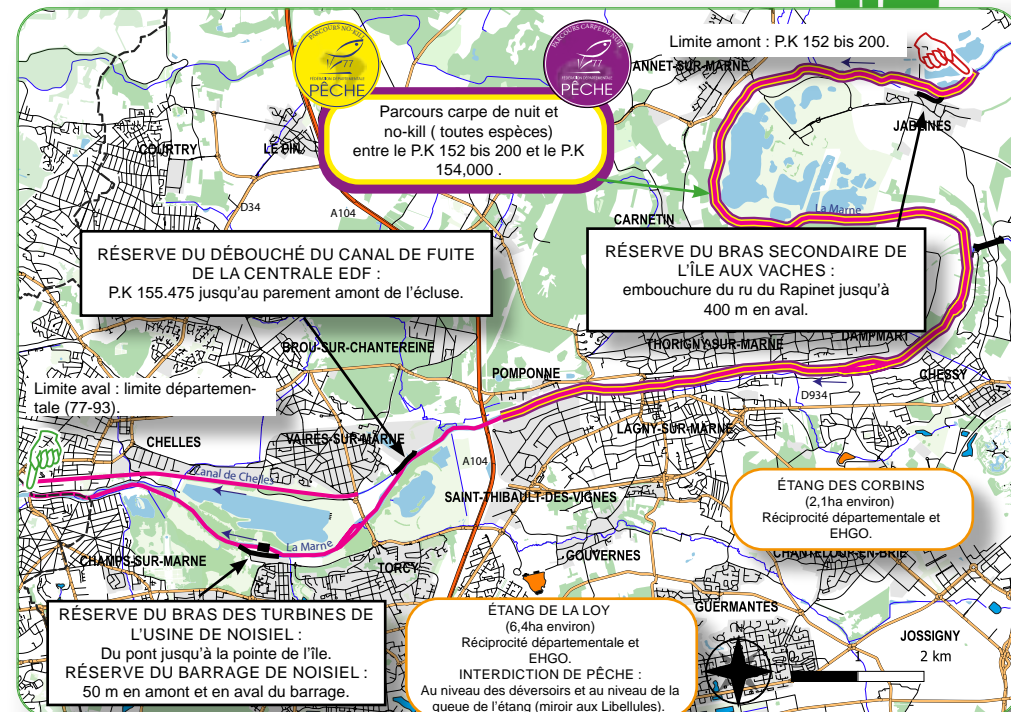 PARCOURS NO-KILL
77
FÉDÉRATION DÉPARTEMENTALE
PÊCHE
PARCOURS CARPE DE NUIT
77
FÉDÉRATION DÉPARTEMENTALE
PÊCHE
Limite amont : P.K 152 bis 200.
ANNET-SUR-MARNE
JABLINES
Parcours carpe de nuit et
no-kill ( toutes espèces)
entre le P.K 152 bis 200 et le P.K
154,000 .
COURTRY
LE PIN
D34
A104
CARNETIN
La Marne
RÉSERVE DU DÉBOUCHÉ DU CANAL DE FUITE
DE LA CENTRALE EDF :
P.K 155.475 jusqu'au parement amont de l'écluse.
RÉSERVE DU BRAS SECONDAIRE DE
L'ÎLE AUX VACHES :
embouchure du ru du Rapinet jusqu'à
400 m en aval.
BROU-SUR-CHANTEREINE
THORIGNY-SUR-MARNE
DAMPMART
POMPONNE
CHESSY
D934
Limite aval : limite départemen-
tale (77-93).
CHELLES
VAIRES-SUR-MARNE
LAGNY-SUR-MARNE
A104
Canal de Chelles
SAINT-THIBAULT-DES-VIGNES
ÉTANG DES CORBINS
(2,1ha environ)
Réciprocité départementale et
EHGO.
La Marne
CHAMPS-SUR-MARNE
TORCY
GOUVERNES
CHANTELOUP-EN-BRIE
GUERMANTES
JOSSIGNY
RÉSERVE DU BRAS DES TURBINES DE
L'USINE DE NOISIEL :
Du pont jusqu'à la pointe de l'île.
RÉSERVE DU BARRAGE DE NOISIEL :
50 m en amont et en aval du barrage.
ÉTANG DE LA LOY
(6,4ha environ)
Réciprocité départementale et
EHGO.
INTERDICTION DE PÊCHE :
Au niveau des déversoirs et au niveau de la
queue de l'étang (miroir aux Libellules).
1
2 km